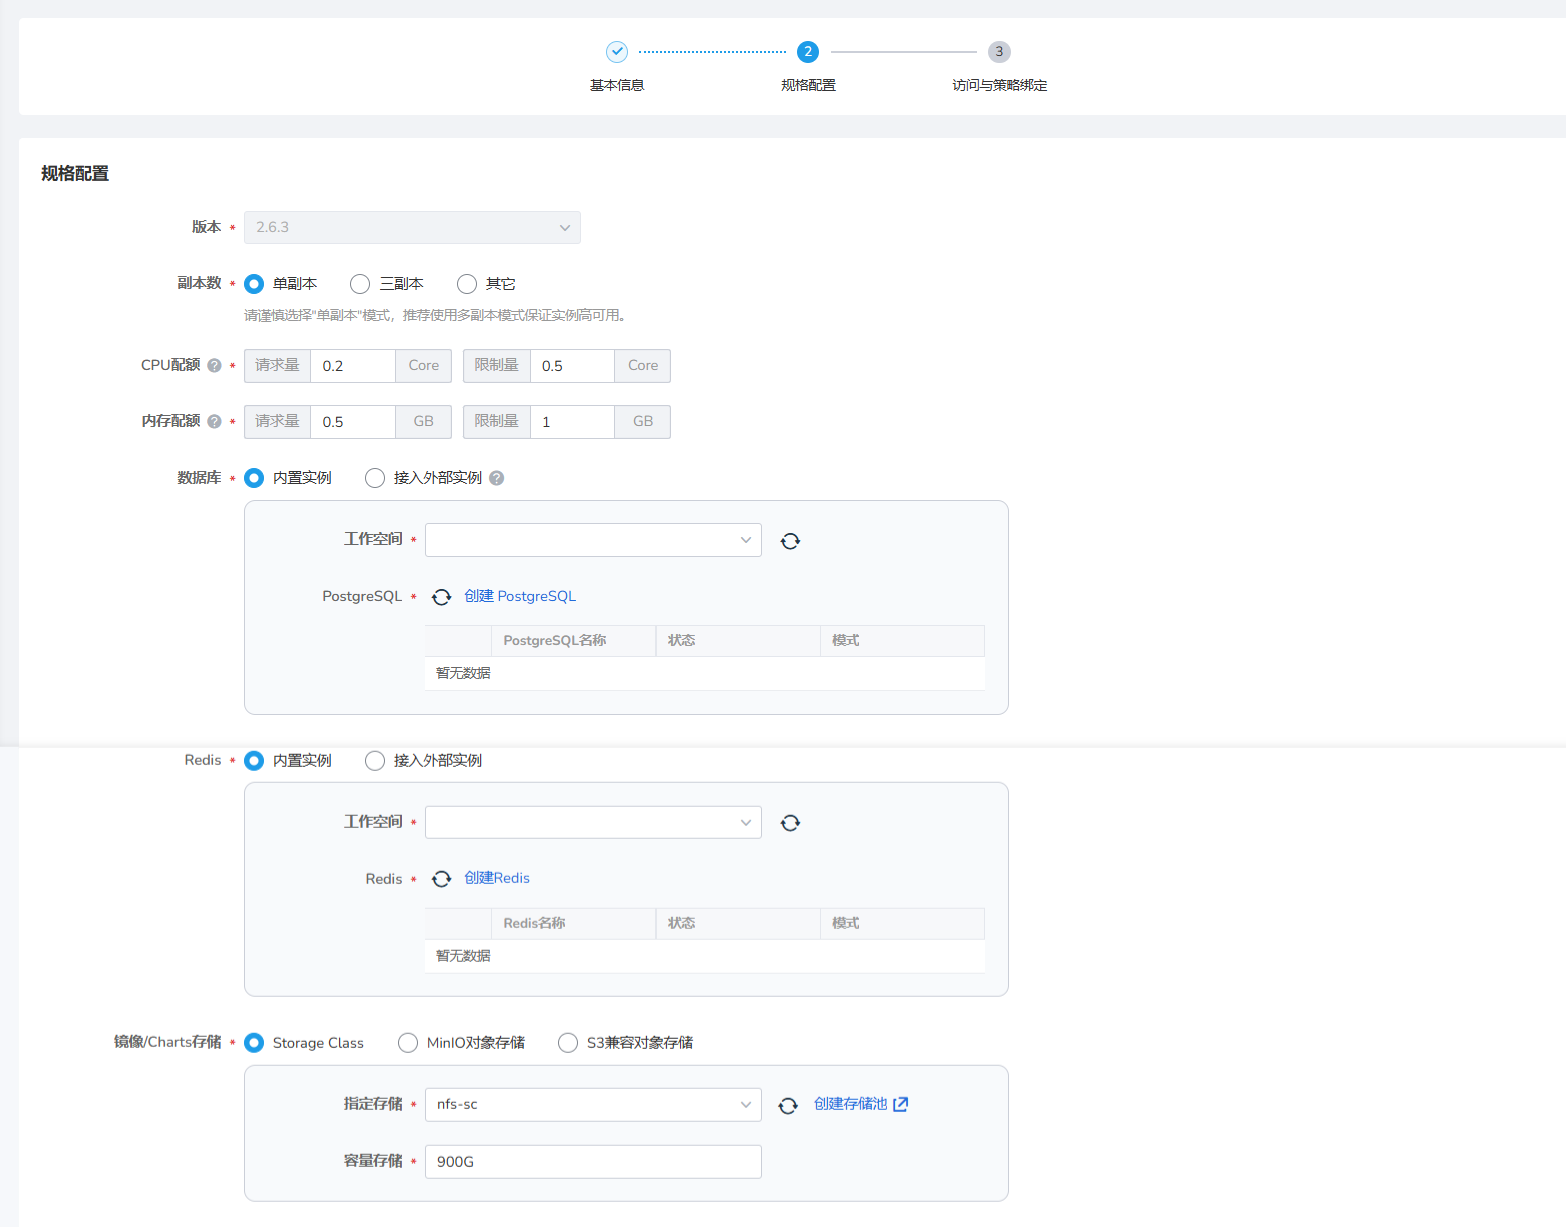 2
3
基本信息
规格配置
访问与策略绑定
规格配置
版本 * 2.6.3
副本数 * 单副本 三副本 其它
请谨慎选择"单副本"模式，推荐使用多副本模式保证实例高可用。
CPU配额 ? * 请求量 0.2 Core 限制量 0.5 Core
内存配额 ? * 请求量 0.5 GB 限制量 1 GB
数据库 * 内置实例 接入外部实例 ?
工作空间 *
PostgreSQL * 创建 PostgreSQL
PostgreSQL名称 状态 模式
暂无数据
Redis * 内置实例 接入外部实例
工作空间 *
Redis * 创建Redis
Redis名称 状态 模式
暂无数据
镜像/Charts存储 * Storage Class MinIO对象存储 S3兼容对象存储
指定存储 * nfs-sc 创建存储池
容量存储 * 900G